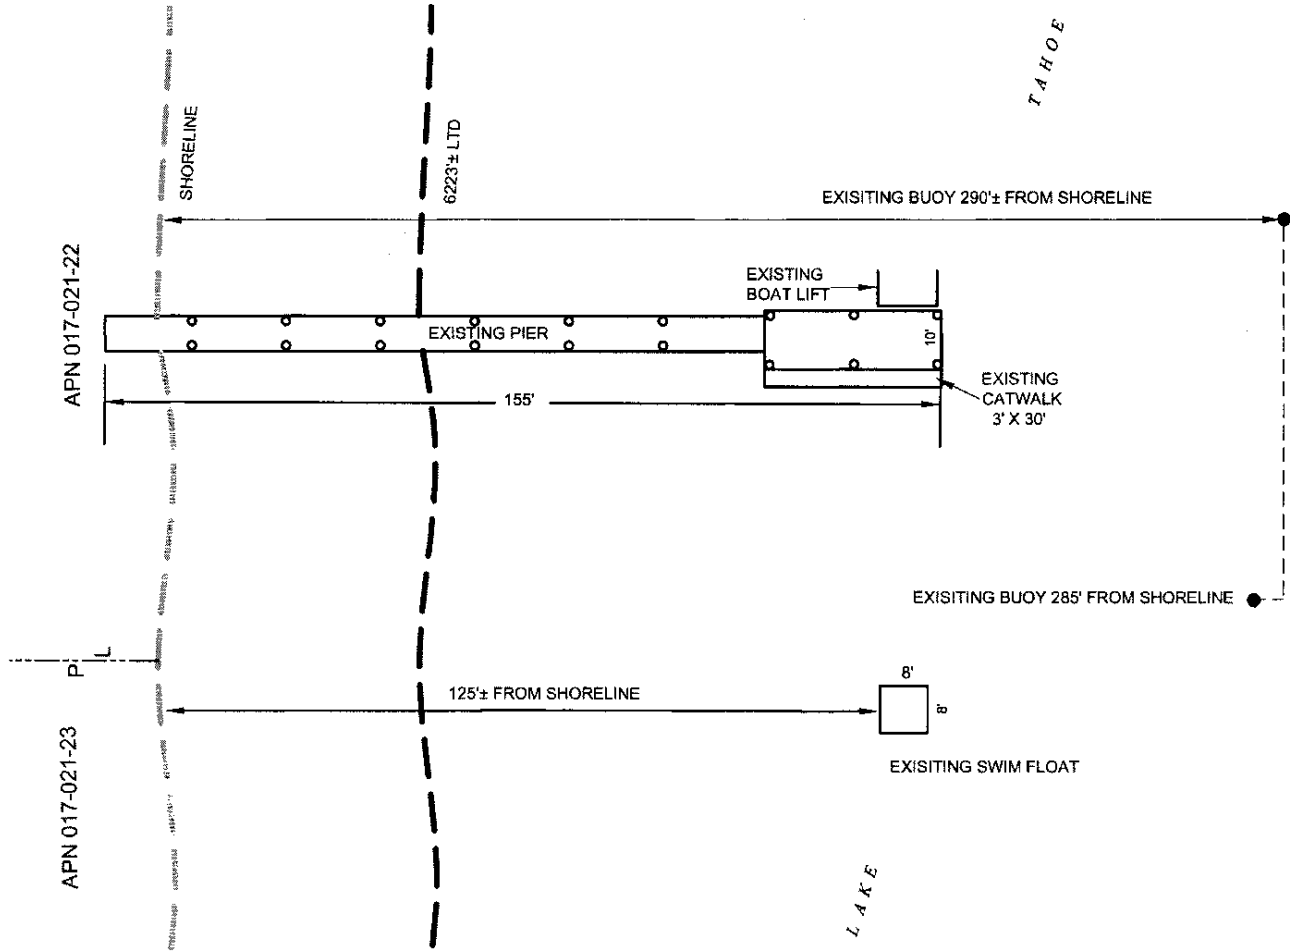 TAHOE
SHORELINE
6223'± LTD
EXISITING BUOY 290'± FROM SHORELINE
APN 017-021-22
EXISTING
BOAT LIFT
EXISTING PIER
10'
EXISTING
CATWALK
3' X 30'
155'
EXISITING BUOY 285' FROM SHORELINE
P L
8'
125'± FROM SHORELINE
8'
EXISITING SWIM FLOAT
APN 017-021-23
LAKE